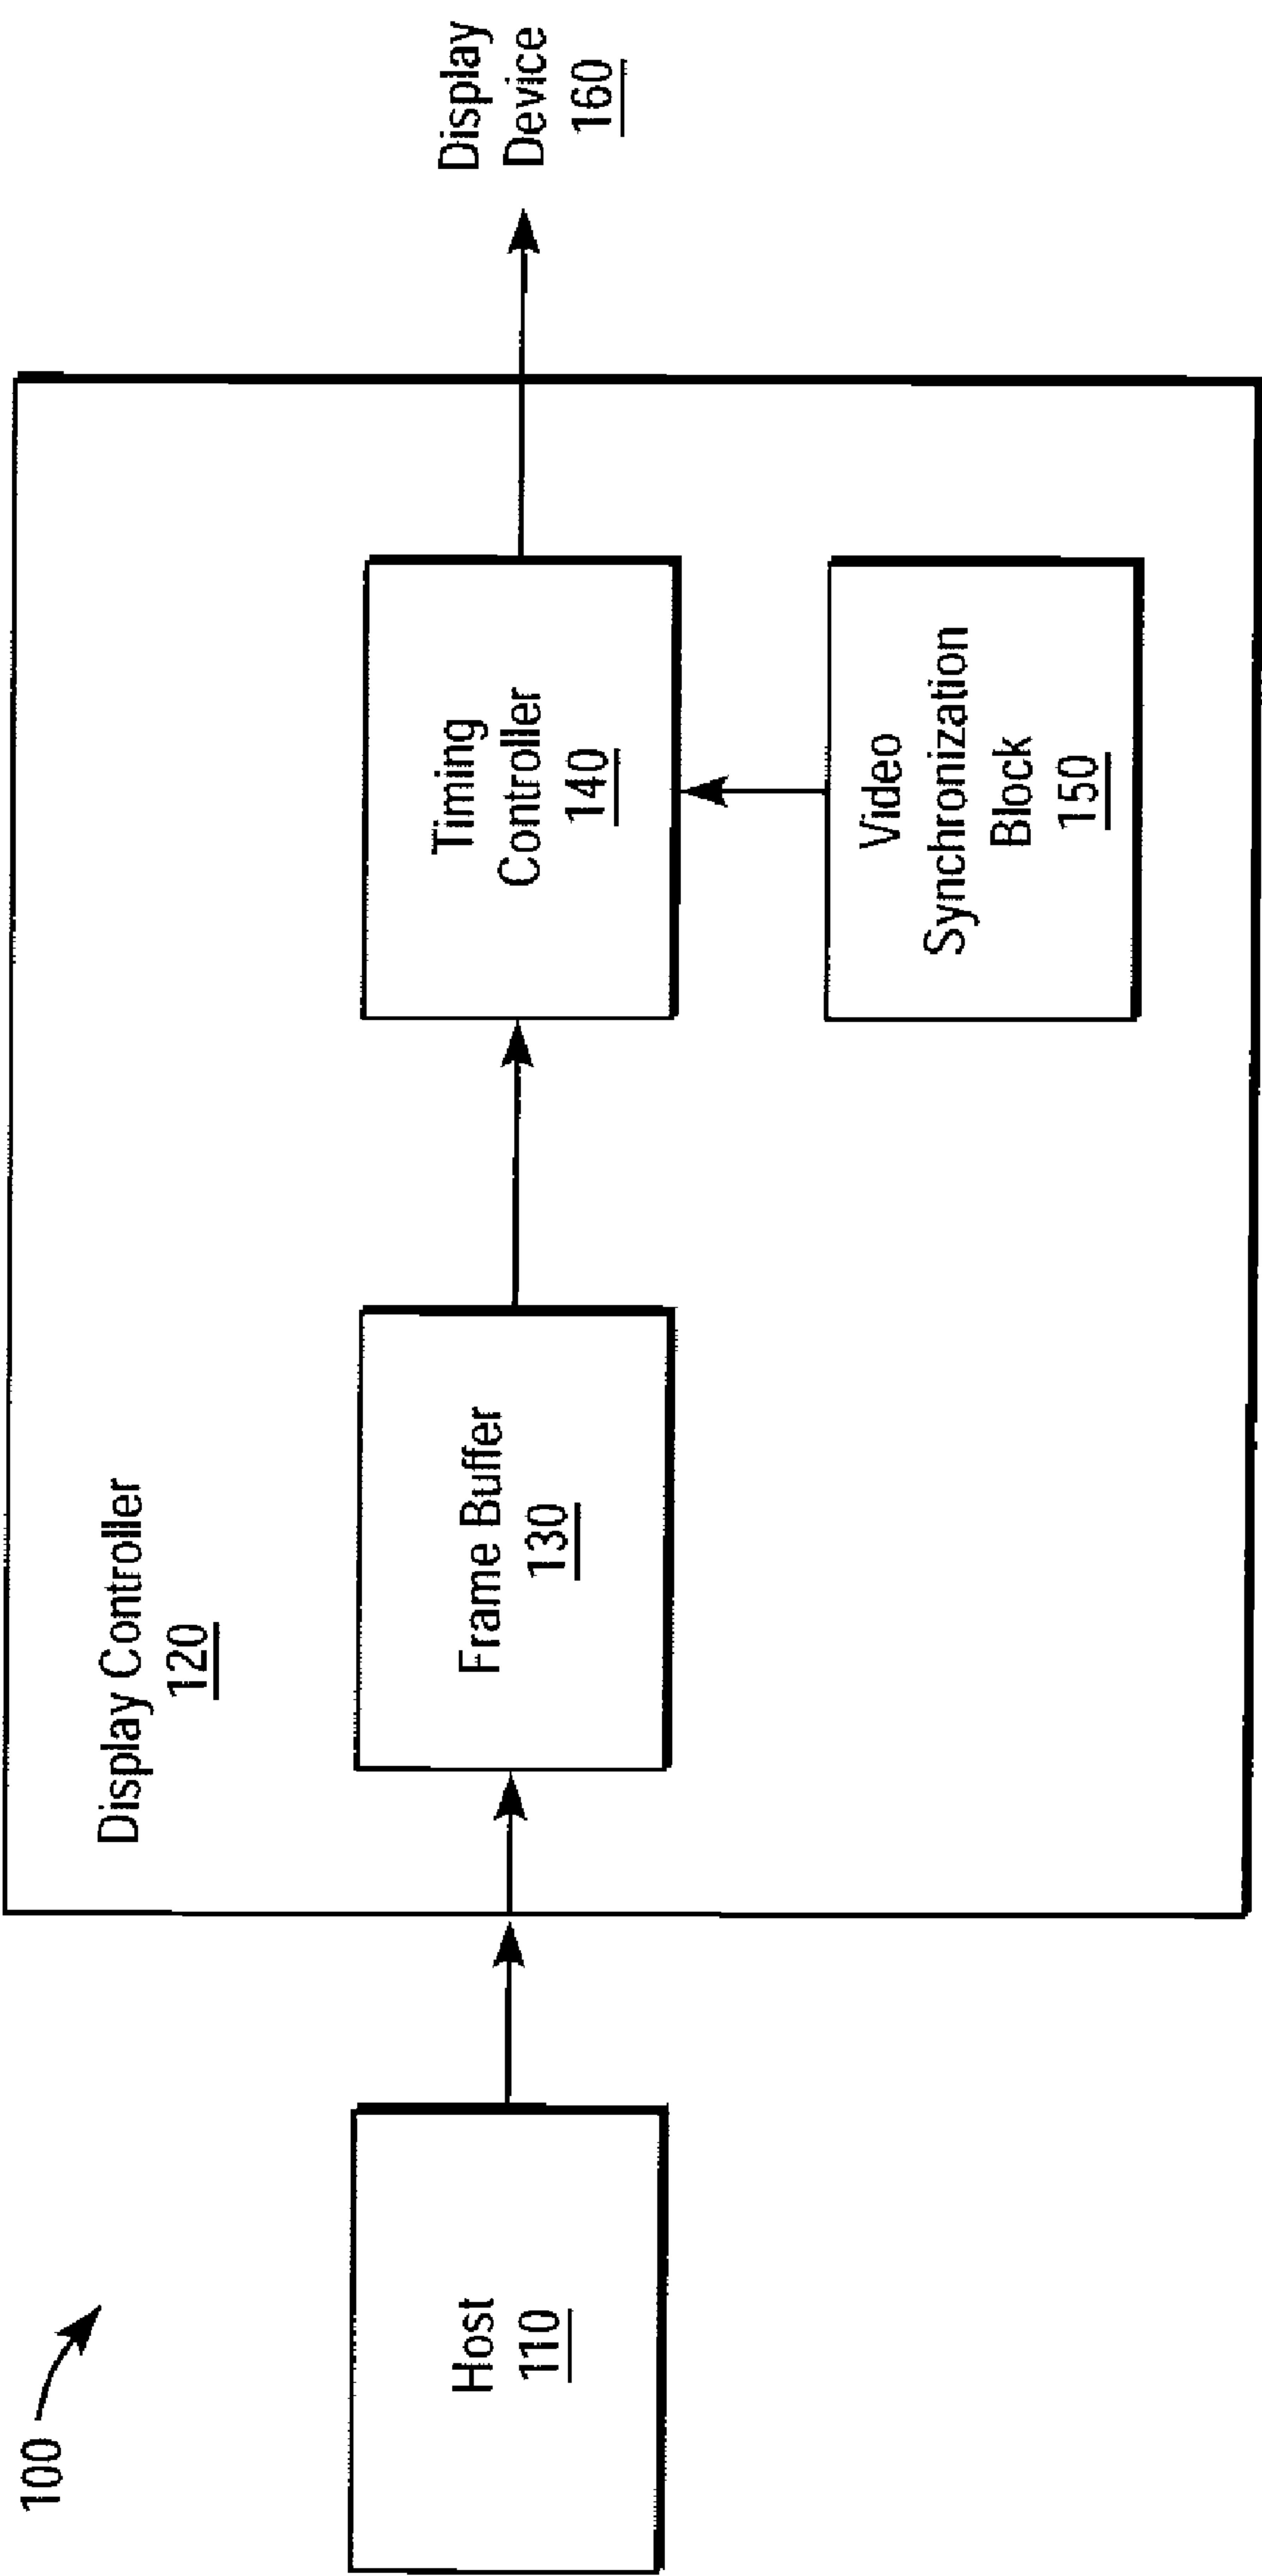 100
Host
110
Display Controller
120
Frame Buffer
130
Timing
Controller
140
Video
Synchronization
Block
150
Display
Device
160